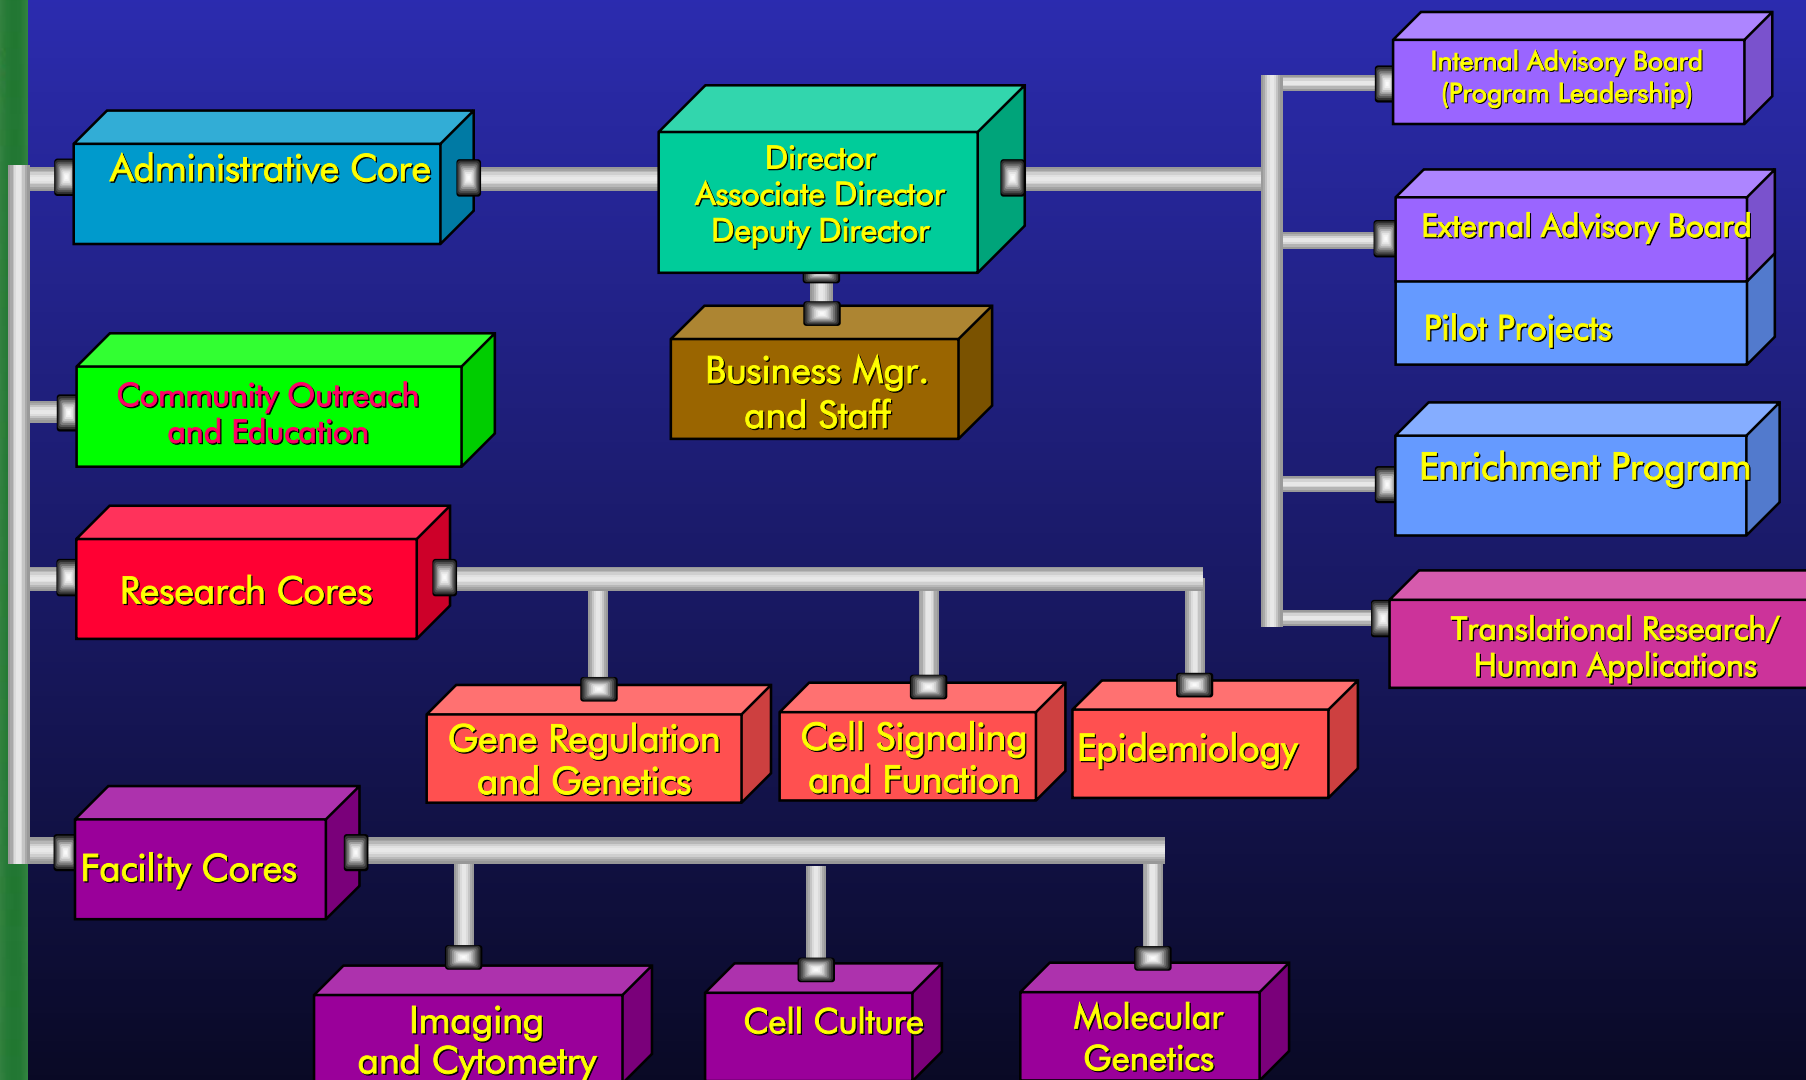 Internal Advisory Board
(Program Leadership)
Administrative Core
Director
Associate Director
Deputy Director
External Advisory Board
Pilot Projects
Business Mgr.
and Staff
Community Outreach
and Education
Enrichment Program
Research Cores
Translational Research/
Human Applications
Gene Regulation
and Genetics
Cell Signaling
and Function
Epidemiology
Facility Cores
Imaging
and Cytometry
Cell Culture
Molecular
Genetics